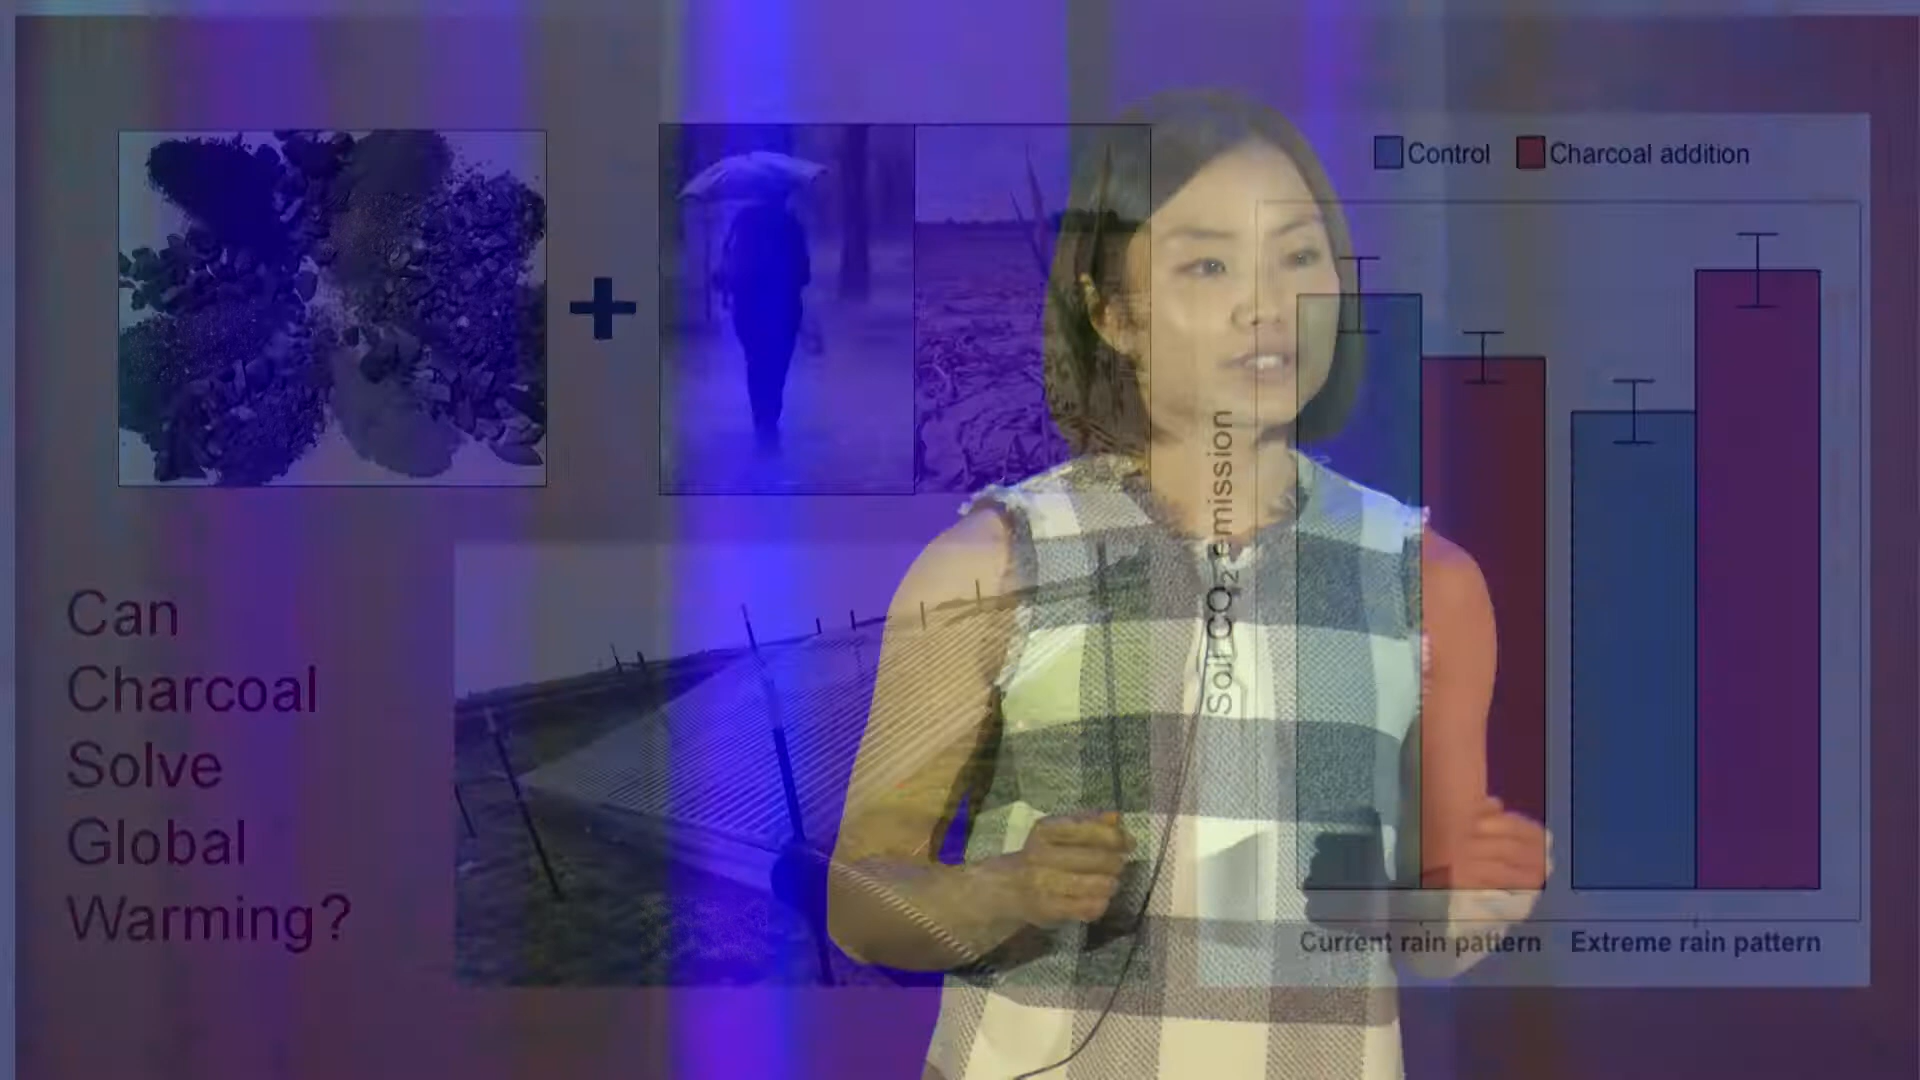 Can
Charcoal
Solve
Global
Warming?
Control
Charcoal addition
Soil CO₂ emission
Current rain pattern
Extreme rain pattern